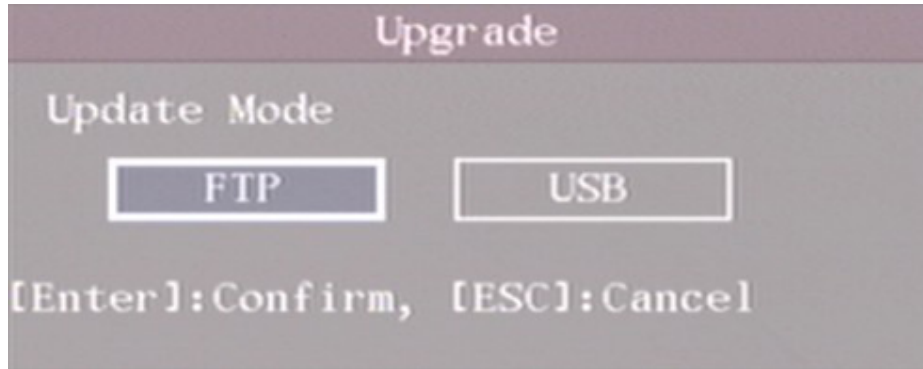 Upgrade
Update Mode
FTP USB
[Enter]:Confirm, [ESC]:Cancel